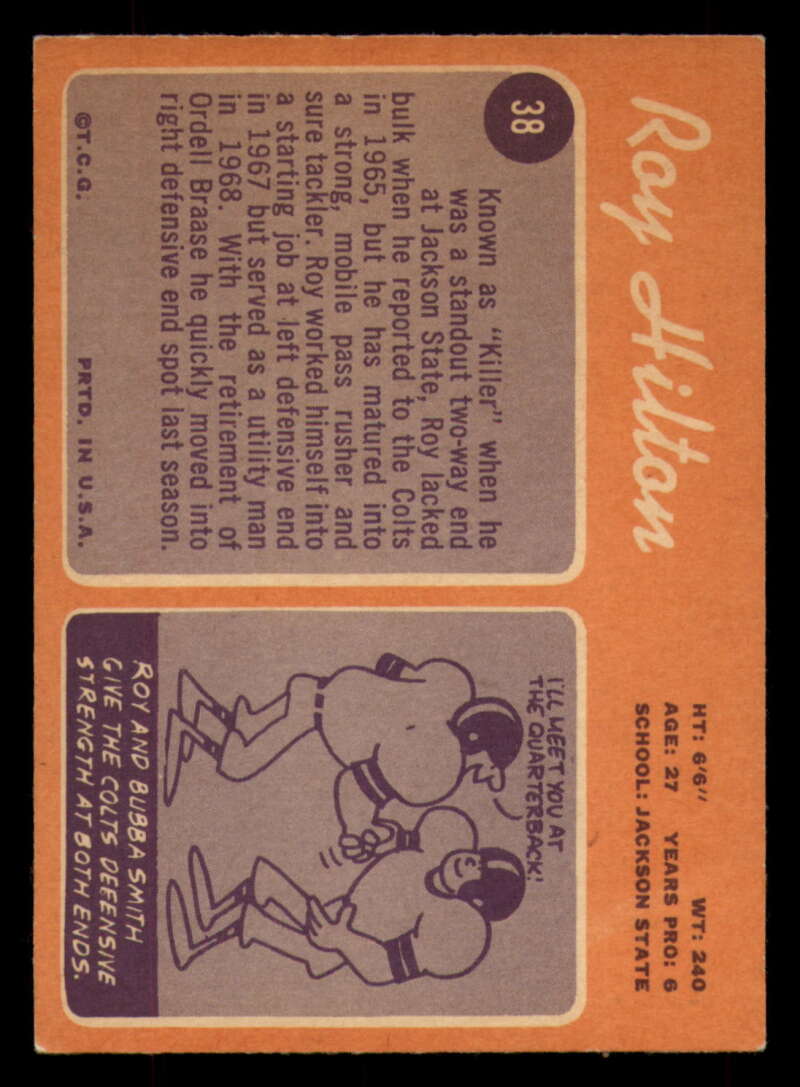 Roy Hilton
HT: 6'6" WT: 240
AGE: 27 YEARS PRO: 6
SCHOOL: JACKSON STATE
38
Known as "Killer" when he
was a standout two-way end
at Jackson State, Roy lacked
bulk when he reported to the Colts
in 1965, but he has matured into
a strong, mobile pass rusher and
sure tackler. Roy worked himself into
a starting job at left defensive end
in 1967 but served as a utility man
in 1968. With the retirement of
Ordell Braase he quickly moved into
right defensive end spot last season.
©T.C.G. PRTD. IN U.S.A.
I'LL MEET YOU AT
THE QUARTERBACK!
ROY AND BUBBA SMITH
GIVE THE COLTS DEFENSIVE
STRENGTH AT BOTH ENDS.